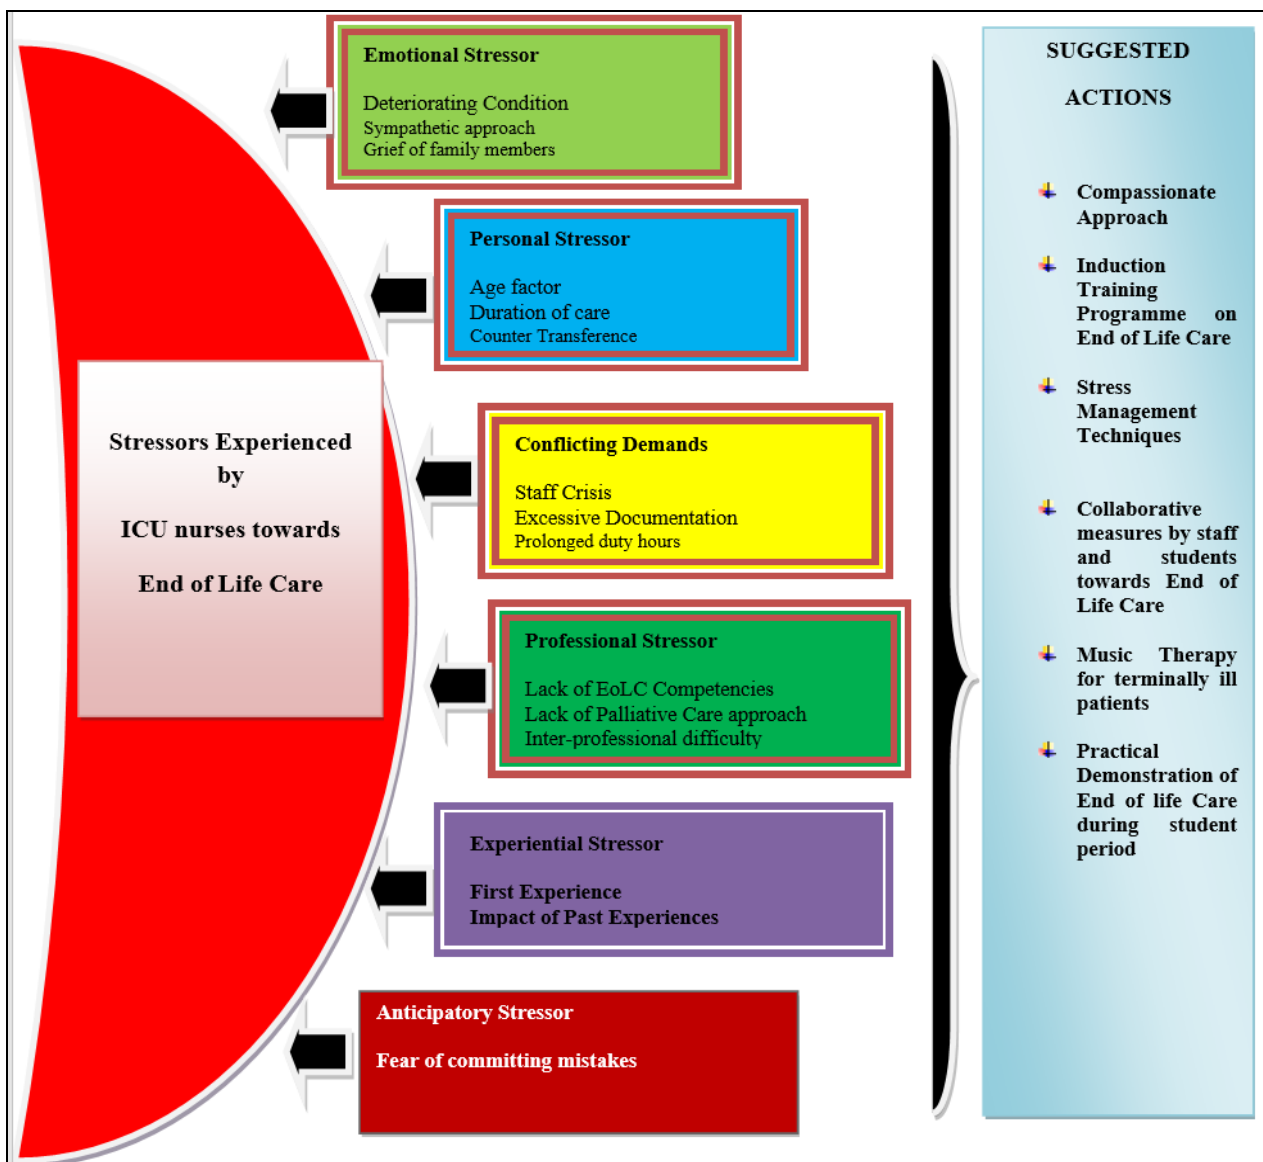 Stressors Experienced
by
ICU nurses towards
End of Life Care
Emotional Stressor
Deteriorating Condition
Sympathetic approach
Grief of family members
Personal Stressor
Age factor
Duration of care
Counter Transference
Conflicting Demands
Staff Crisis
Excessive Documentation
Prolonged duty hours
Professional Stressor
Lack of EoLC Competencies
Lack of Palliative Care approach
Inter-professional difficulty
Experiential Stressor
First Experience
Impact of Past Experiences
Anticipatory Stressor
Fear of committing mistakes
SUGGESTED
ACTIONS
Compassionate
Approach
Induction
Training
Programme on
End of Life Care
Stress
Management
Techniques
Collaborative
measures by staff
and students
towards End of
Life Care
Music Therapy
for terminally ill
patients
Practical
Demonstration of
End of life Care
during student
period